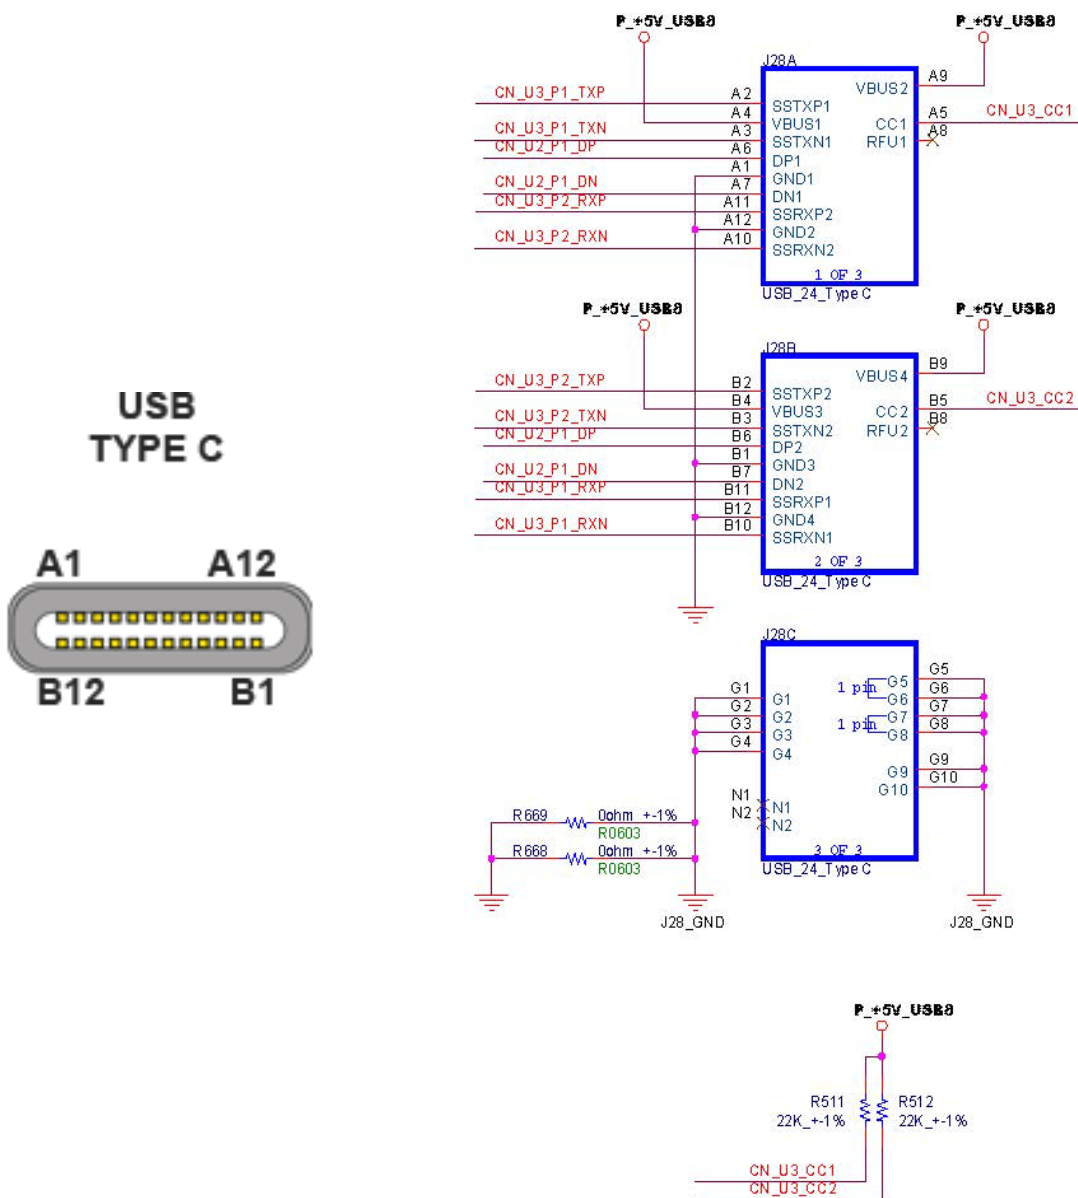 USB
TYPE C
A1 A12
B12 B1
P_+5V_USB3 P_+5V_USB3
J28A
CN_U3_P1_TXP A2 SSTXP1 VBUS2 A9
A4 VBUS1 CC1 A5 CN_U3_CC1
CN_U3_P1_TXN A3 SSTXN1 RFU1 A8
CN_U2_P1_DP A6 DP1
A1 GND1
CN_U2_P1_DN A7 DN1
CN_U3_P2_RXP A11 SSRXP2
A12 GND2
CN_U3_P2_RXN A10 SSRXN2
1 OF 3
USB_24_Type C
P_+5V_USB3 P_+5V_USB3
J28B
CN_U3_P2_TXP B2 SSTXP2 VBUS4 B9
B4 VBUS3 CC2 B5 CN_U3_CC2
CN_U3_P2_TXN B3 SSTXN2 RFU2 B8
CN_U2_P1_DP B6 DP2
B1 GND3
CN_U2_P1_DN B7 DN2
CN_U3_P1_RXP B11 SSRXP1
B12 GND4
CN_U3_P1_RXN B10 SSRXN1
2 OF 3
USB_24_Type C
J28C
G1 G1 1 pin G5 G5
G2 G2 G6 G6
G3 G3 1 pin G7 G7
G4 G4 G8 G8
G9 G9
G10 G10
N1 N1
N2 N2
3 OF 3
USB_24_Type C
R669 0ohm +-1%
R0603
R668 0ohm +-1%
R0603
J28_GND J28_GND
P_+5V_USB3
R511 R512
22K_+-1% 22K_+-1%
CN_U3_CC1
CN_U3_CC2